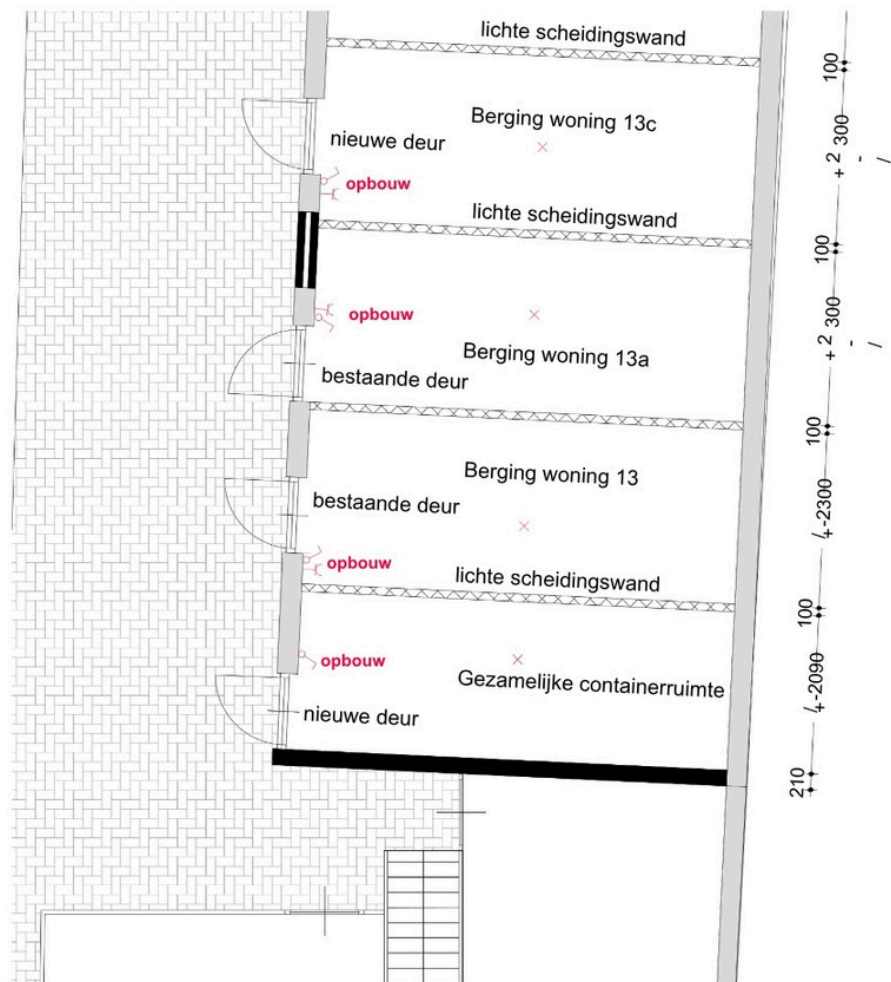 lichte scheidingswand
100
Berging woning 13c
nieuwe deur
+ 2 300
-
/
opbouw
lichte scheidingswand
100
opbouw
+ 2 300
-
/
Berging woning 13a
bestaande deur
100
Berging woning 13
bestaande deur
+-2300
/
opbouw
lichte scheidingswand
100
opbouw
Gezamelijke containerruimte
+-2090
/
nieuwe deur
210